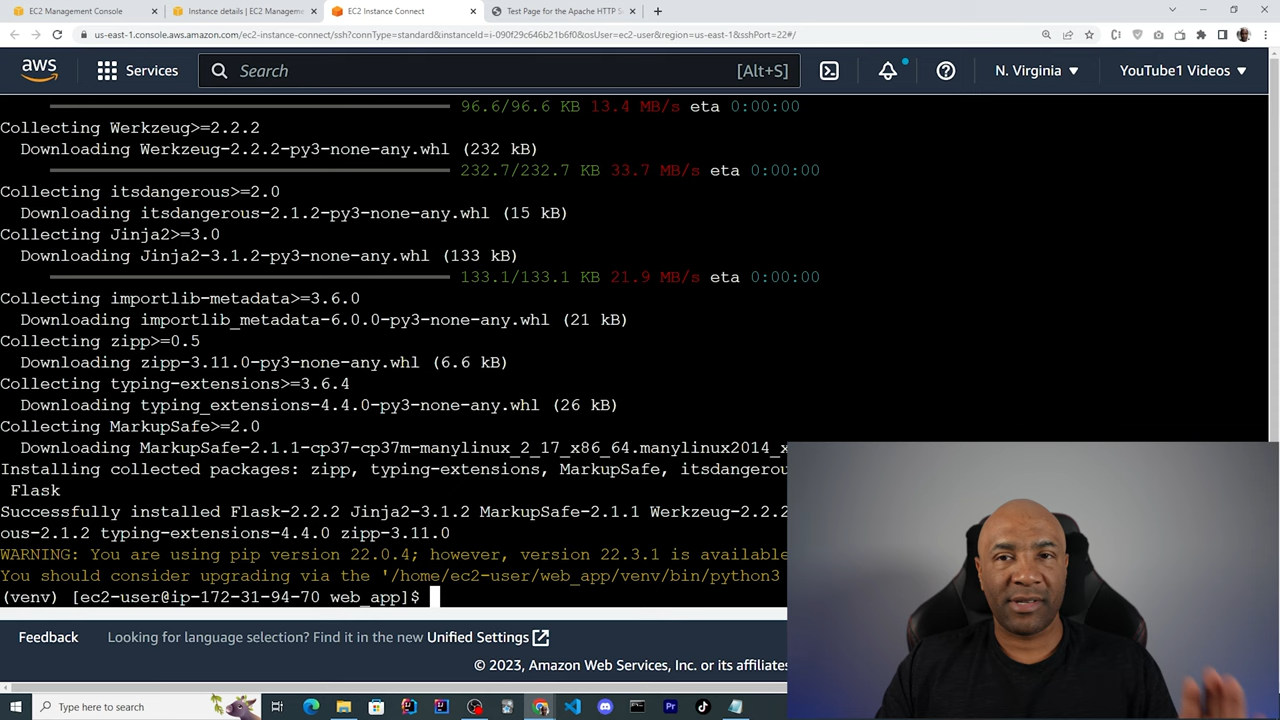 EC2 Management Console
Instance details | EC2 Manageme
EC2 Instance Connect
Test Page for the Apache HTTP S
us-east-1.console.aws.amazon.com/ec2-instance-connect/ssh?connType=standard&instanceId=i-090f29c646b21b6f0&osUser=ec2-user&region=us-east-1&sshPort=22#/
aws
Services
Search
[Alt+S]
N. Virginia
YouTube1 Videos
96.6/96.6 KB 13.4 MB/s eta 0:00:00
Collecting Werkzeug>=2.2.2
Downloading Werkzeug-2.2.2-py3-none-any.whl (232 kB)
232.7/232.7 KB 33.7 MB/s eta 0:00:00
Collecting itsdangerous>=2.0
Downloading itsdangerous-2.1.2-py3-none-any.whl (15 kB)
Collecting Jinja2>=3.0
Downloading Jinja2-3.1.2-py3-none-any.whl (133 kB)
133.1/133.1 KB 21.9 MB/s eta 0:00:00
Collecting importlib-metadata>=3.6.0
Downloading importlib_metadata-6.0.0-py3-none-any.whl (21 kB)
Collecting zipp>=0.5
Downloading zipp-3.11.0-py3-none-any.whl (6.6 kB)
Collecting typing-extensions>=3.6.4
Downloading typing_extensions-4.4.0-py3-none-any.whl (26 kB)
Collecting MarkupSafe>=2.0
Downloading MarkupSafe-2.1.1-cp37-cp37m-manylinux_2_17_x86_64.manylinux2014_x
Installing collected packages: zipp, typing-extensions, MarkupSafe, itsdangerou
Flask
Successfully installed Flask-2.2.2 Jinja2-3.1.2 MarkupSafe-2.1.1 Werkzeug-2.2.2
ous-2.1.2 typing-extensions-4.4.0 zipp-3.11.0
WARNING: You are using pip version 22.0.4; however, version 22.3.1 is available
You should consider upgrading via the '/home/ec2-user/web_app/venv/bin/python3
(venv) [ec2-user@ip-172-31-94-70 web_app]$
Feedback
Looking for language selection? Find it in the new Unified Settings
© 2023, Amazon Web Services, Inc. or its affiliates
Type here to search